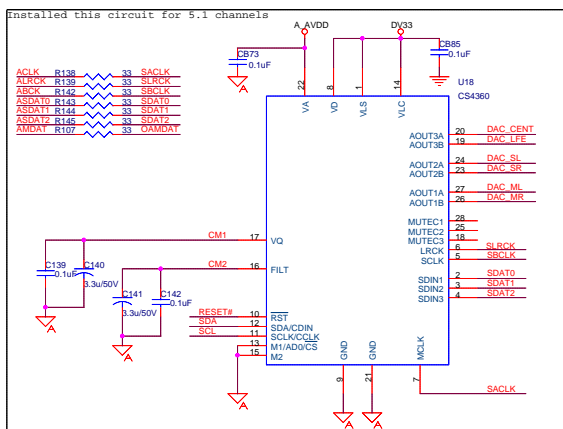 Installed this circuit for 5.1 channels
A_AVDD
DV33
CB73
0.1uF
CB85
0.1uF
ACLK R138 33 SACLK
ALRCK R139 33 SLRCK
ABCK R142 33 SBCLK
ASDAT0 R143 33 SDAT0
ASDAT1 R144 33 SDAT1
ASDAT2 R145 33 SDAT2
AMDAT R107 33 OAMDAT
U18
CS4360
22 8 1 14
VA VD VLS VLC
AOUT3A 20 DAC_CENT
AOUT3B 19 DAC_LFE
AOUT2A 24 DAC_SL
AOUT2B 23 DAC_SR
AOUT1A 27 DAC_ML
AOUT1B 26 DAC_MR
MUTEC1 28
MUTEC2 25
MUTEC3 18
LRCK 6 SLRCK
SCLK 5 SBCLK
SDIN1 2 SDAT0
SDIN2 3 SDAT1
SDIN3 4 SDAT2
CM1 17 VQ
CM2 16 FILT
C139
0.1uF
C140
3.3u/50V
C141
3.3u/50V
C142
0.1uF
RESET# 10 RST
SDA 12 SDA/CDIN
SCL 11 SCLK/CCLK
13 M1/AD0/CS
15 M2
GND GND MCLK
9 21 7
SACLK
A A A A A A